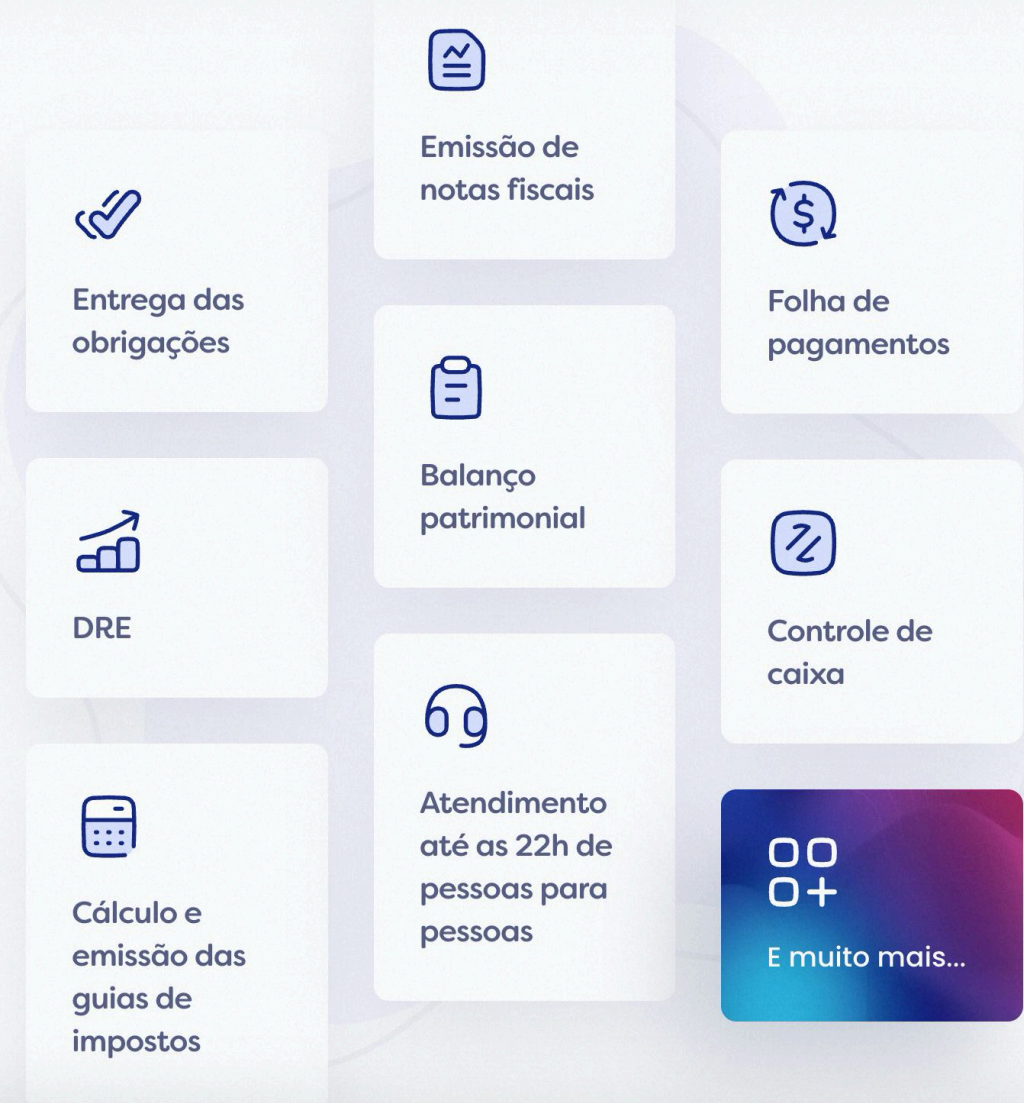 Emissão de
notas fiscais
Entrega das
obrigações
Folha de
pagamentos
Balanço
patrimonial
DRE
Controle de
caixa
Atendimento
até as 22h de
pessoas para
pessoas
Cálculo e
emissão das
guias de
impostos
E muito mais...